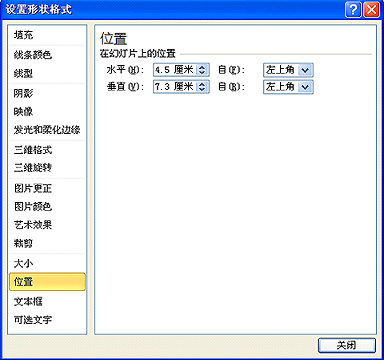 设置形状格式
填充
线条颜色
线型
阴影
映像
发光和柔化边缘
三维格式
三维旋转
图片更正
图片颜色
艺术效果
裁剪
大小
位置
文本框
可选文字
位置
在幻灯片上的位置
水平(H): 4.5 厘米 自(F): 左上角
垂直(V): 7.3 厘米 自(R): 左上角
关闭